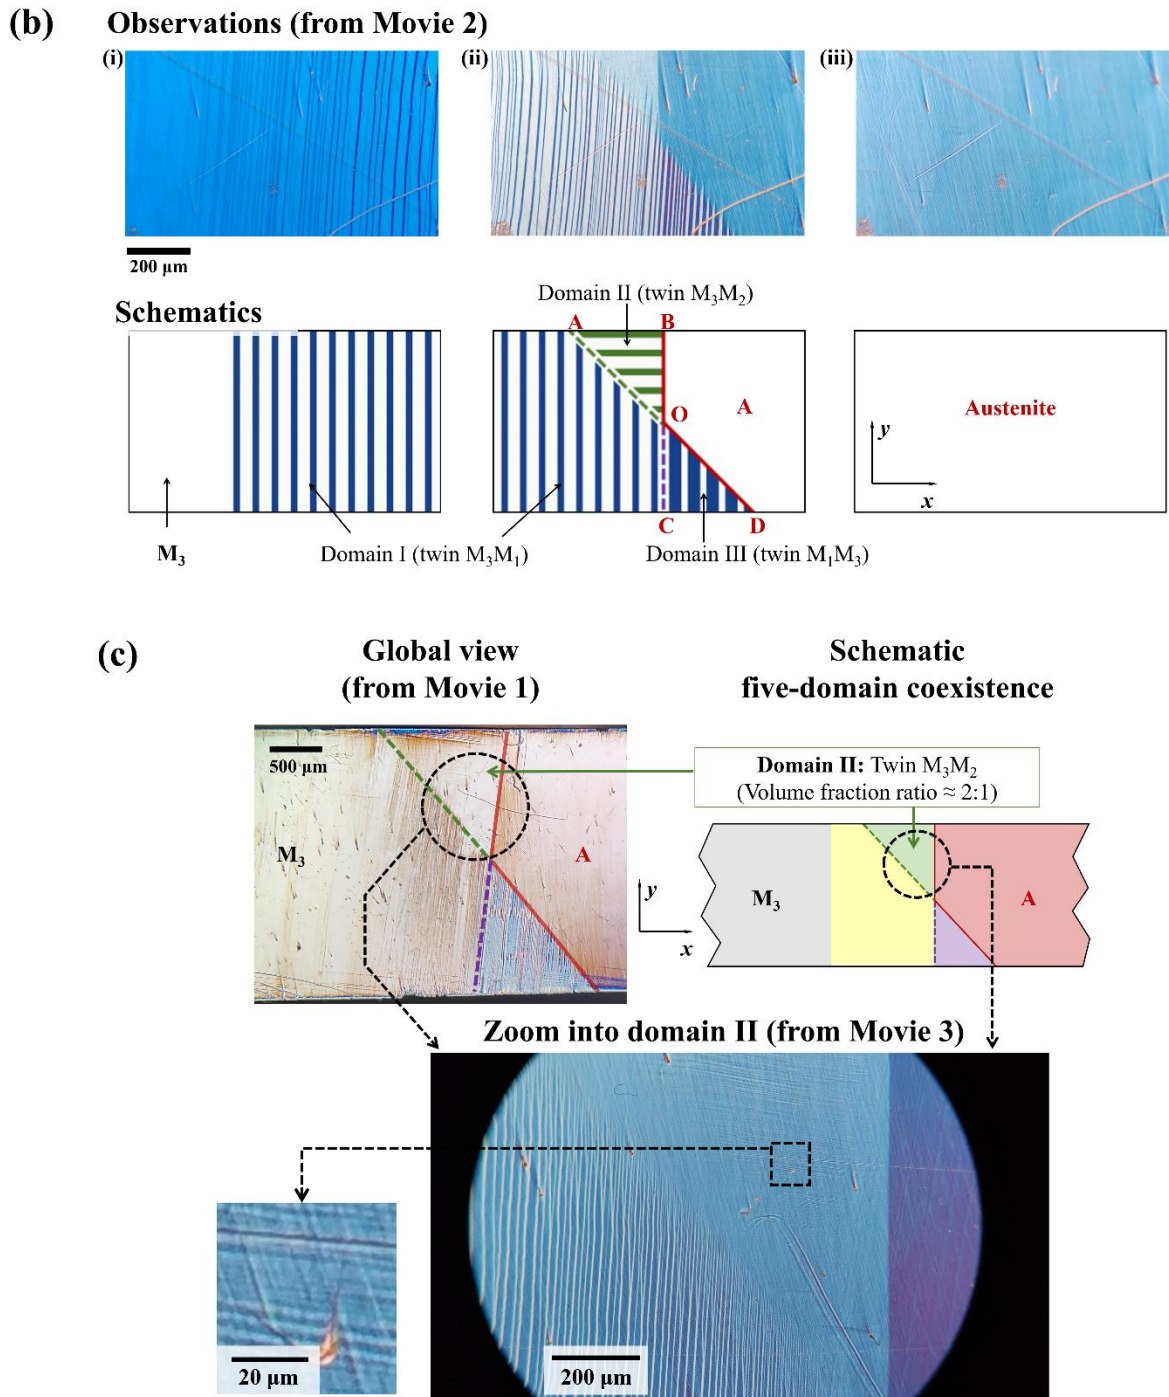 (b) Observations (from Movie 2)
(i) (ii) (iii)
200 μm
Schematics
Domain II (twin M₃M₂)
A B
O A
Austenite
y
x
C D
M₃
Domain I (twin M₃M₁)
Domain III (twin M₁M₃)
(c)
Global view
(from Movie 1)
Schematic
five-domain coexistence
500 μm
Domain II: Twin M₃M₂
(Volume fraction ratio ≈ 2:1)
M₃ A
y
x
M₃ A
Zoom into domain II (from Movie 3)
20 μm
200 μm